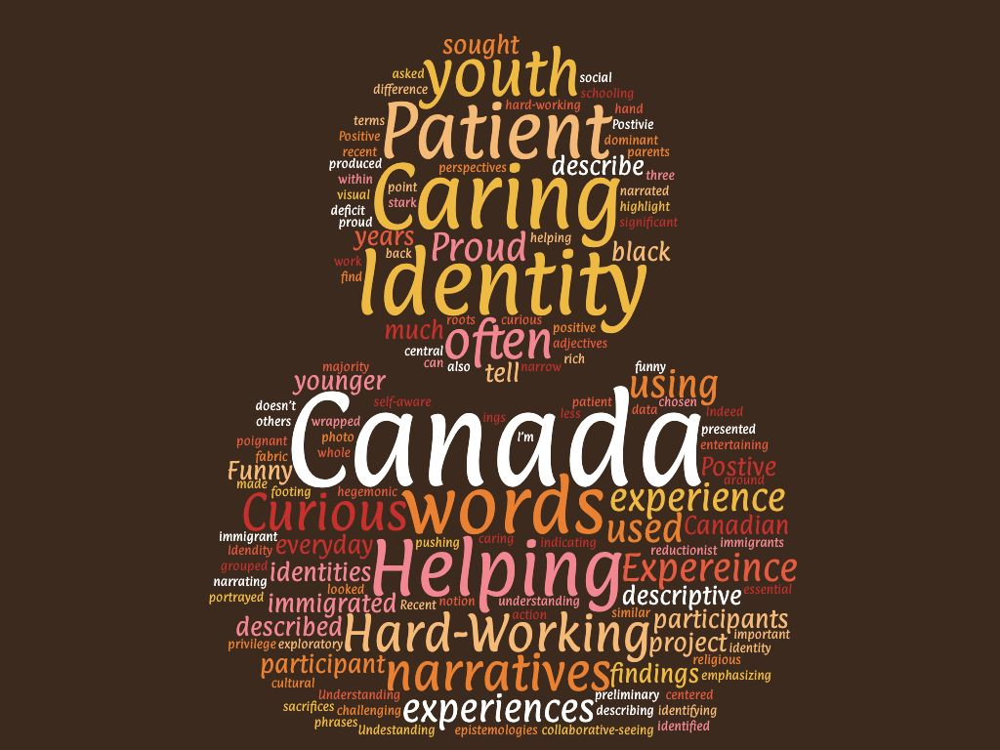 sought
asked youth social
difference schooling
hard-working hand
terms Patient Postivie
Positive dominant
recent parents
produced perspectives describe
within Caring three
visual point narrated
deficit stark highlight
proud significant
years Proud helping black
back
work Identity
find
roots curious
much often positive
central adjectives
can also rich
tell narrow
majority funny
younger using
self-aware patient chosen
doesn't less data Indeed
others wrapped Canada ings presented
photo I'm
poignant whole entertaining
fabric Postive
Funny around
made footing hegemonic experience
Curious words used Canadian
immigrant everyday pushing caring indicating immigrants
Idendity reductionist
grouped identities Helping Expereince
narrating looked descriptive essential
portrayed immigrated Recent notion understanding
action similar participants
described Hard-Working project important
privilege exploratory identity
religious
participant narratives findings emphasizing
cultural
Understanding preliminary centered
sacrifices challenging experiences describing identifying
phrases Undestanding epistemologies collaborative-seeing identified